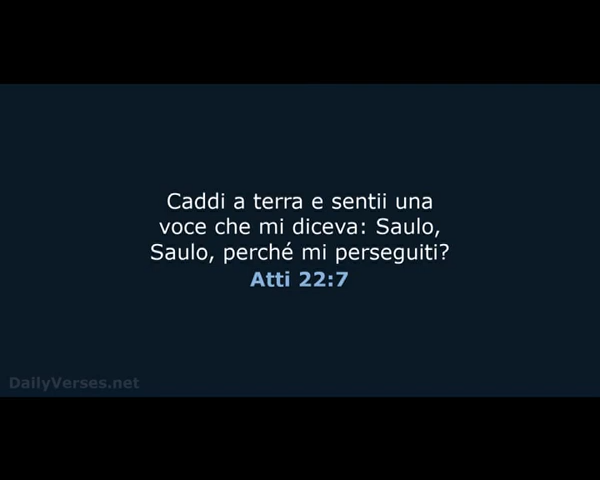 Caddi a terra e sentii una
voce che mi diceva: Saulo,
Saulo, perché mi perseguiti?
Atti 22:7
DailyVerses.net